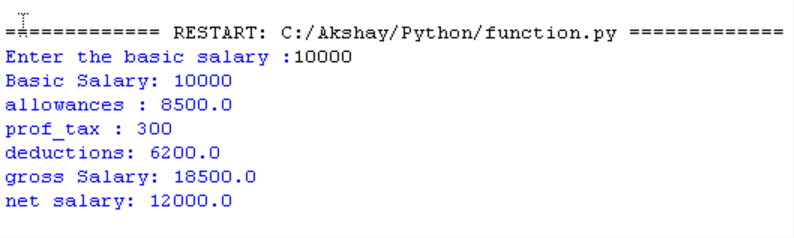 ============= RESTART: C:/Akshay/Python/function.py =============
Enter the basic salary :10000
Basic Salary: 10000
allowances : 8500.0
prof_tax : 300
deductions: 6200.0
gross Salary: 18500.0
net salary: 12000.0